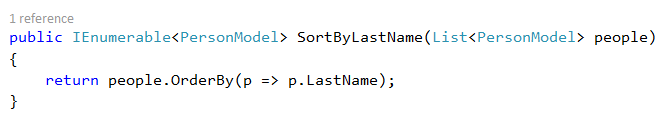 1 reference
public IEnumerable<PersonModel> SortByLastName(List<PersonModel> people)
{
    return people.OrderBy(p => p.LastName);
}